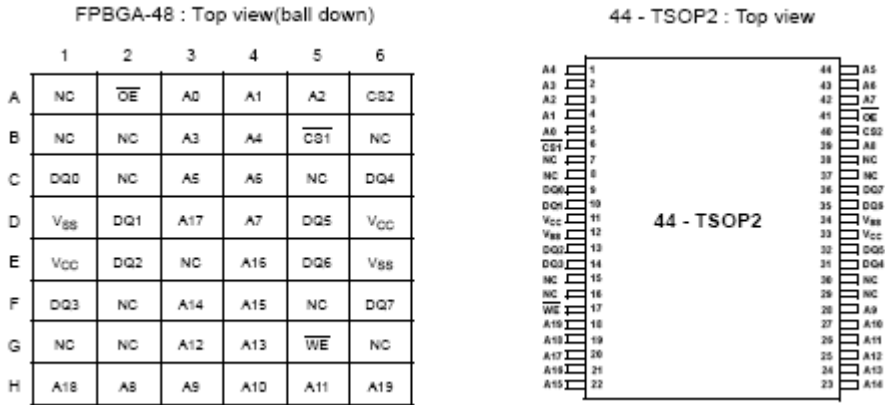 FPBGA-48 : Top view(ball down)
1 2 3 4 5 6
A NC OE A0 A1 A2 CS2
B NC NC A3 A4 CS1 NC
C DQ0 NC A5 A6 NC DQ4
D VSS DQ1 A17 A7 DQ5 VCC
E VCC DQ2 NC A16 DQ6 VSS
F DQ3 NC A14 A15 NC DQ7
G NC NC A12 A13 WE NC
H A18 A8 A9 A10 A11 A19
44 - TSOP2 : Top view
A4 1 44 A5
A3 2 43 A6
A2 3 42 A7
A1 4 41 OE
A0 5 40 CS2
CS1 6 39 A8
NC 7 38 NC
NC 8 37 NC
DQ0 9 36 DQ7
DQ1 10 35 DQ6
VCC 11 34 VSS
VSS 12 33 VCC
DQ2 13 32 DQ5
DQ3 14 31 DQ4
NC 15 30 NC
NC 16 29 NC
WE 17 28 A9
A19 18 27 A10
A18 19 26 A11
A17 20 25 A12
A16 21 24 A13
A15 22 23 A14
44 - TSOP2